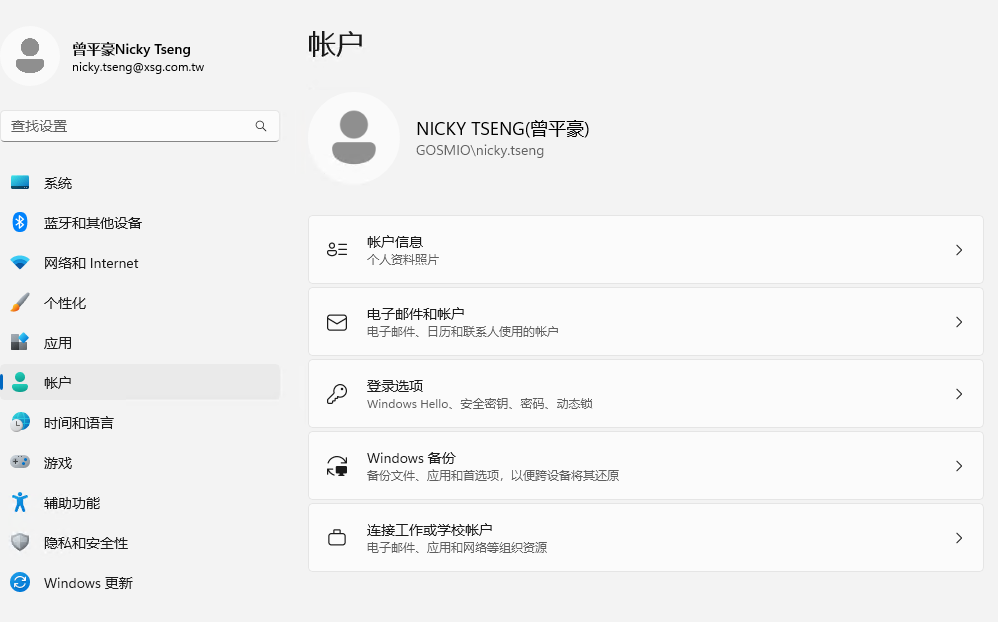 曾平豪Nicky Tseng
nicky.tseng@xsg.com.tw
查找设置
系统
蓝牙和其他设备
网络和 Internet
个性化
应用
帐户
时间和语言
游戏
辅助功能
隐私和安全性
Windows 更新
帐户
NICKY TSENG(曾平豪)
GOSMIO\nicky.tseng
帐户信息
个人资料照片
电子邮件和帐户
电子邮件、日历和联系人使用的帐户
登录选项
Windows Hello、安全密钥、密码、动态锁
Windows 备份
备份文件、应用和首选项，以便跨设备将其还原
连接工作或学校帐户
电子邮件、应用和网络等组织资源